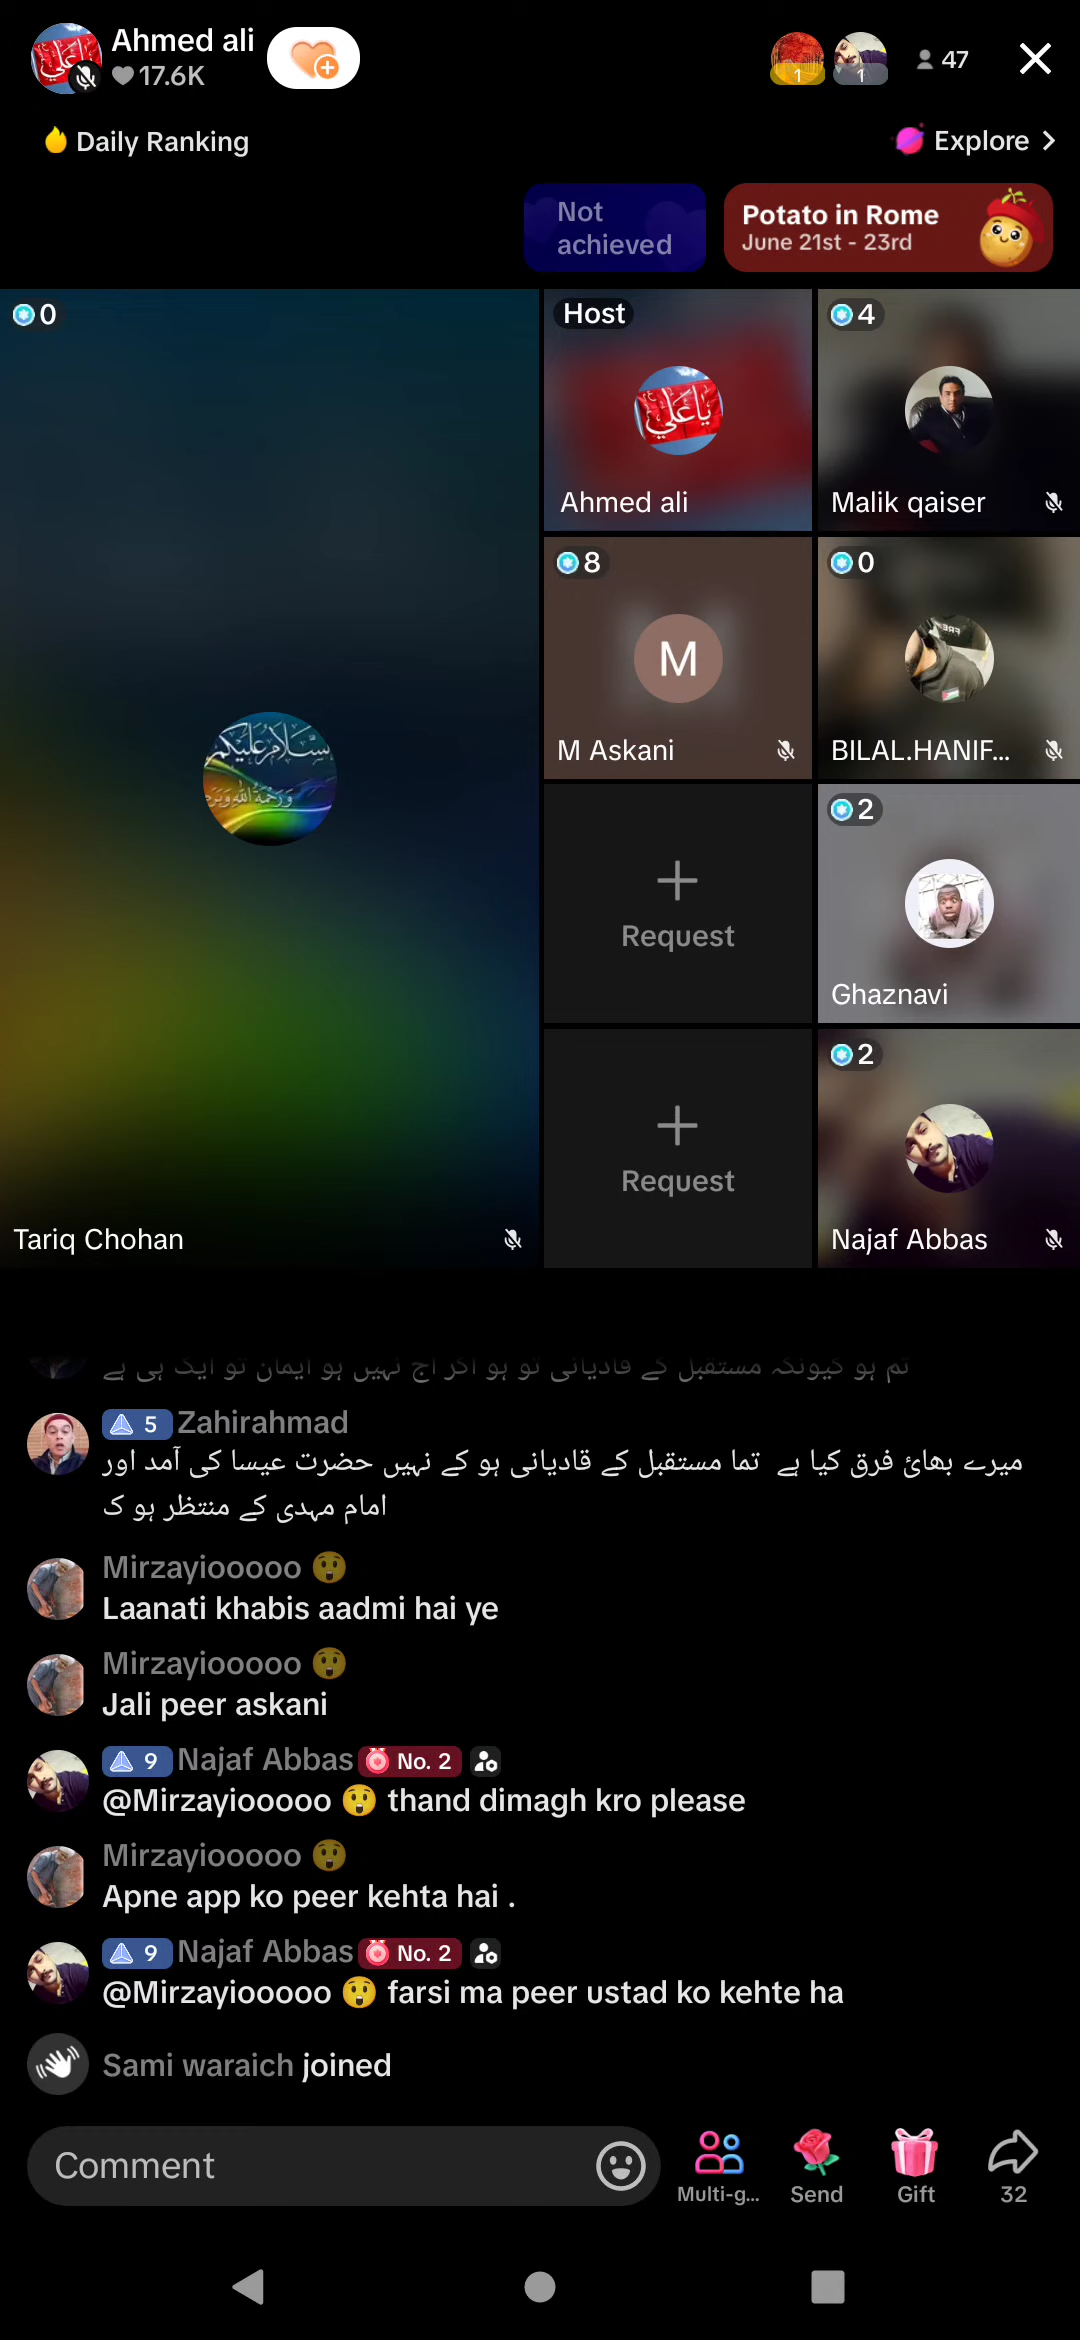 Ahmed ali
17.6K
1
1
47
Daily Ranking
Explore
Not
achieved
Potato in Rome
June 21st - 23rd
0
Host
ياعلي
Ahmed ali
4
Malik qaiser
8
M
M Askani
0
BILAL.HANIF...
Request
2
Ghaznavi
Request
2
Najaf Abbas
Tariq Chohan
تم ہو کیونکہ مستقبل کے قادیانی تو ہو اگر آج نہیں ہو ایمان تو ایک ہی ہے
5 Zahirahmad
میرے بھائ فرق کیا ہے تما مستقبل کے قادیانی ہو کے نہیں حضرت عیسا کی آمد اور
امام مہدی کے منتظر ہو ک
Mirzayiooooo 😲
Laanati khabis aadmi hai ye
Mirzayiooooo 😲
Jali peer askani
9 Najaf Abbas No. 2
@Mirzayiooooo 😲 thand dimagh kro please
Mirzayiooooo 😲
Apne app ko peer kehta hai .
9 Najaf Abbas No. 2
@Mirzayiooooo 😲 farsi ma peer ustad ko kehte ha
Sami waraich joined
Comment
Multi-g...
Send
Gift
32